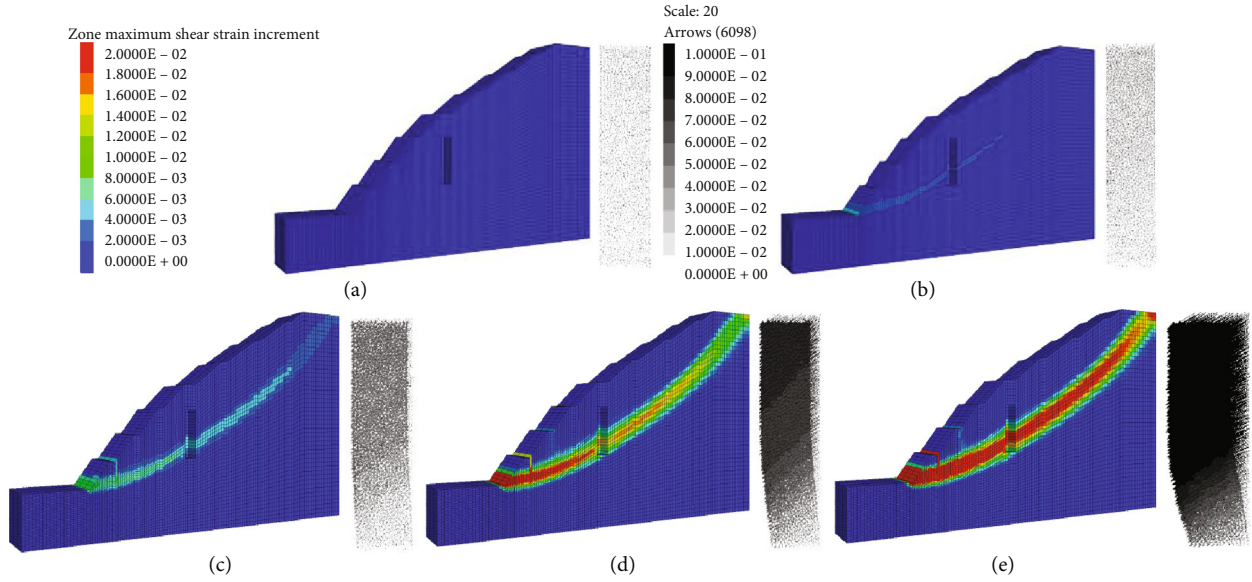 Zone maximum shear strain increment
2.0000E – 02
1.8000E – 02
1.6000E – 02
1.4000E – 02
1.2000E – 02
1.0000E – 02
8.0000E – 03
6.0000E – 03
4.0000E – 03
2.0000E – 03
0.0000E + 00
Scale: 20
Arrows (6098)
1.0000E – 01
9.0000E – 02
8.0000E – 02
7.0000E – 02
6.0000E – 02
5.0000E – 02
4.0000E – 02
3.0000E – 02
2.0000E – 02
1.0000E – 02
0.0000E + 00
(a)
(b)
(c)
(d)
(e)